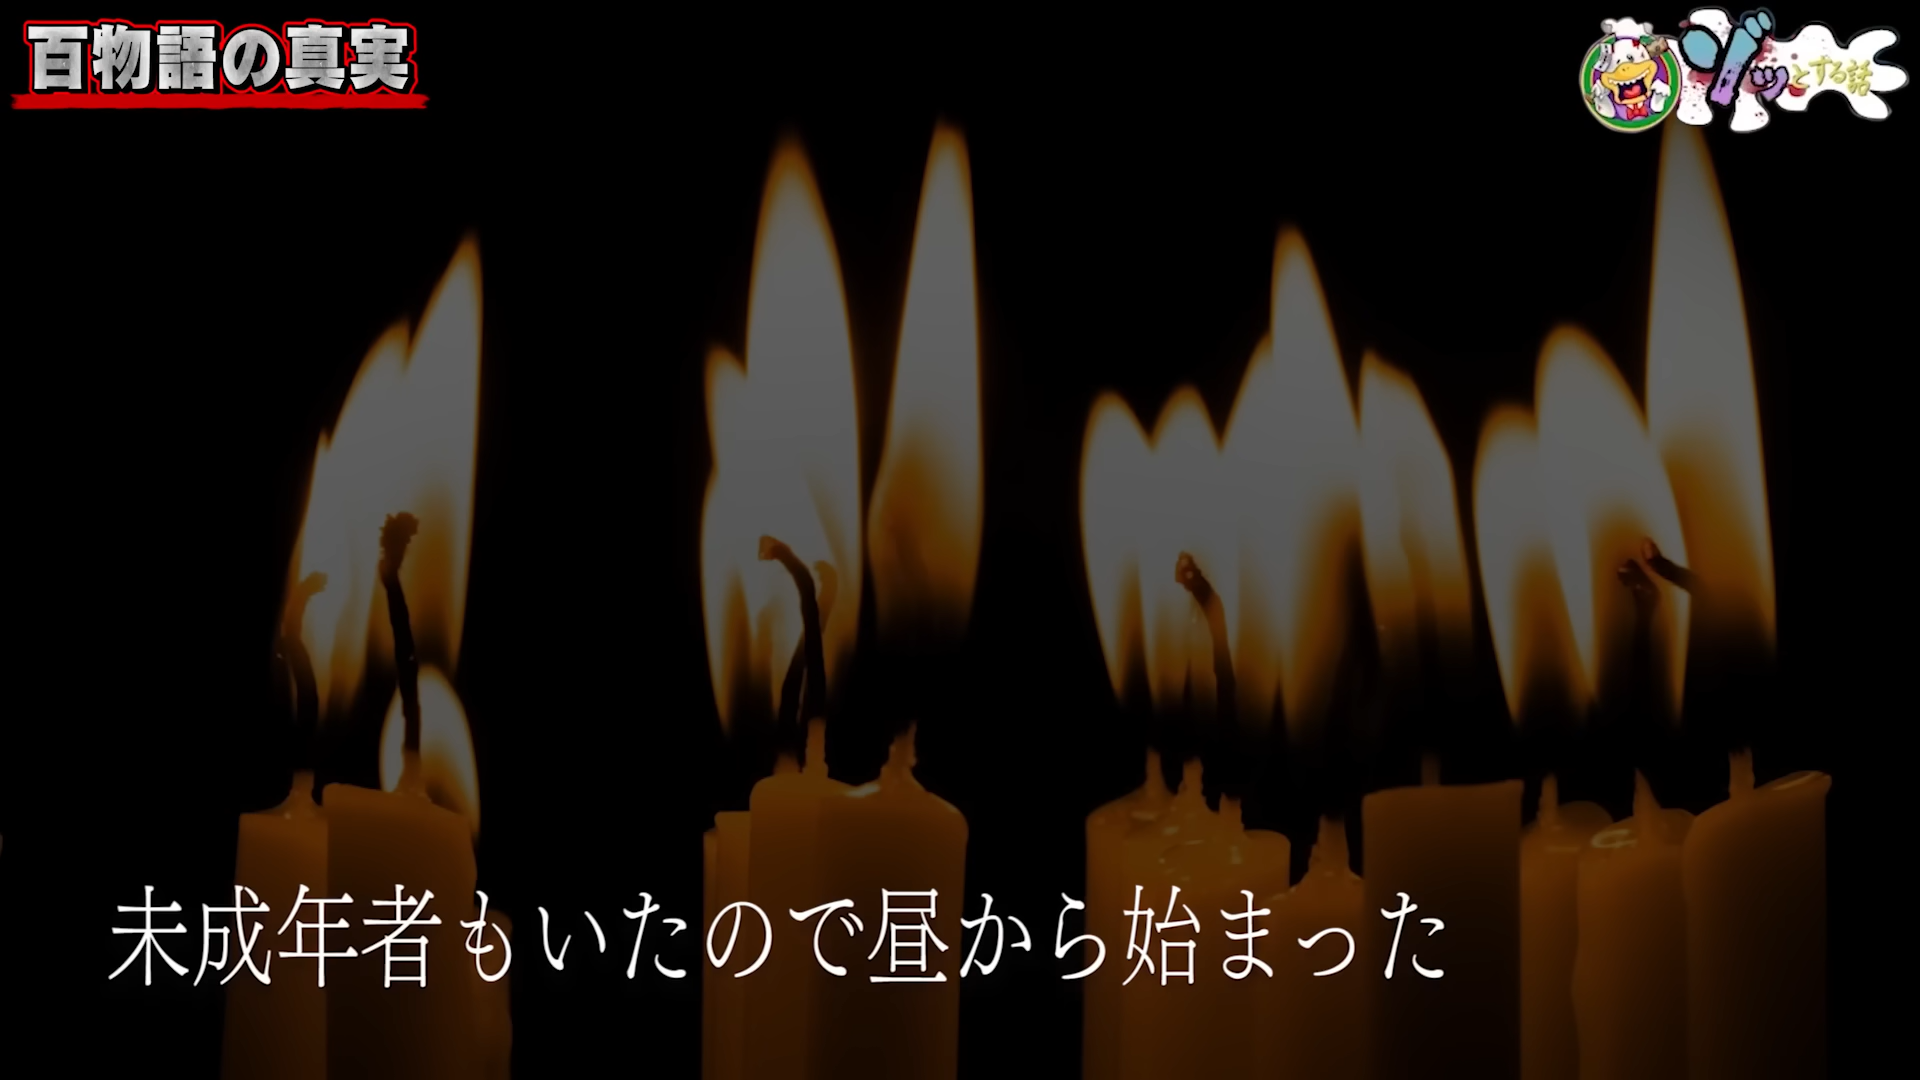 百物語の真実
ゾッとする話
未成年者もいたので昼から始まった